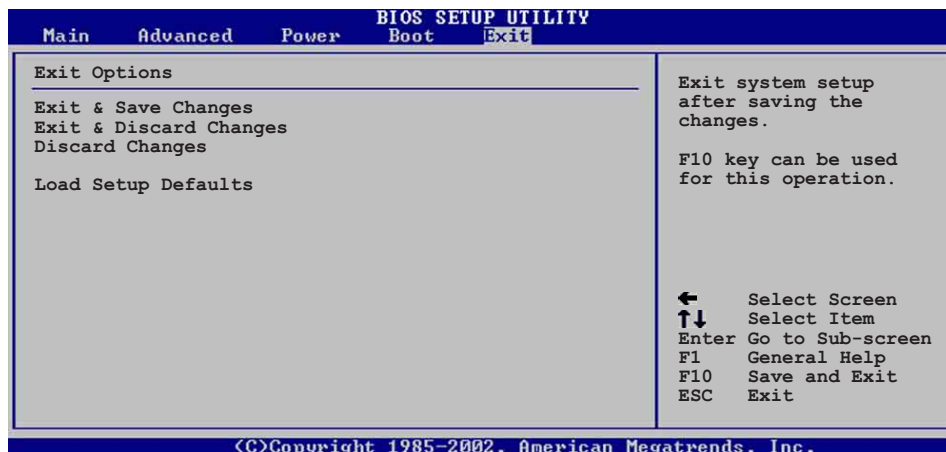 BIOS SETUP UTILITY
Main Advanced Power Boot Exit
Exit Options
Exit & Save Changes
Exit & Discard Changes
Discard Changes
Load Setup Defaults
Exit system setup
after saving the
changes.
F10 key can be used
for this operation.
← Select Screen
↑↓ Select Item
Enter Go to Sub-screen
F1 General Help
F10 Save and Exit
ESC Exit
(C)Copyright 1985-2002, American Megatrends, Inc.